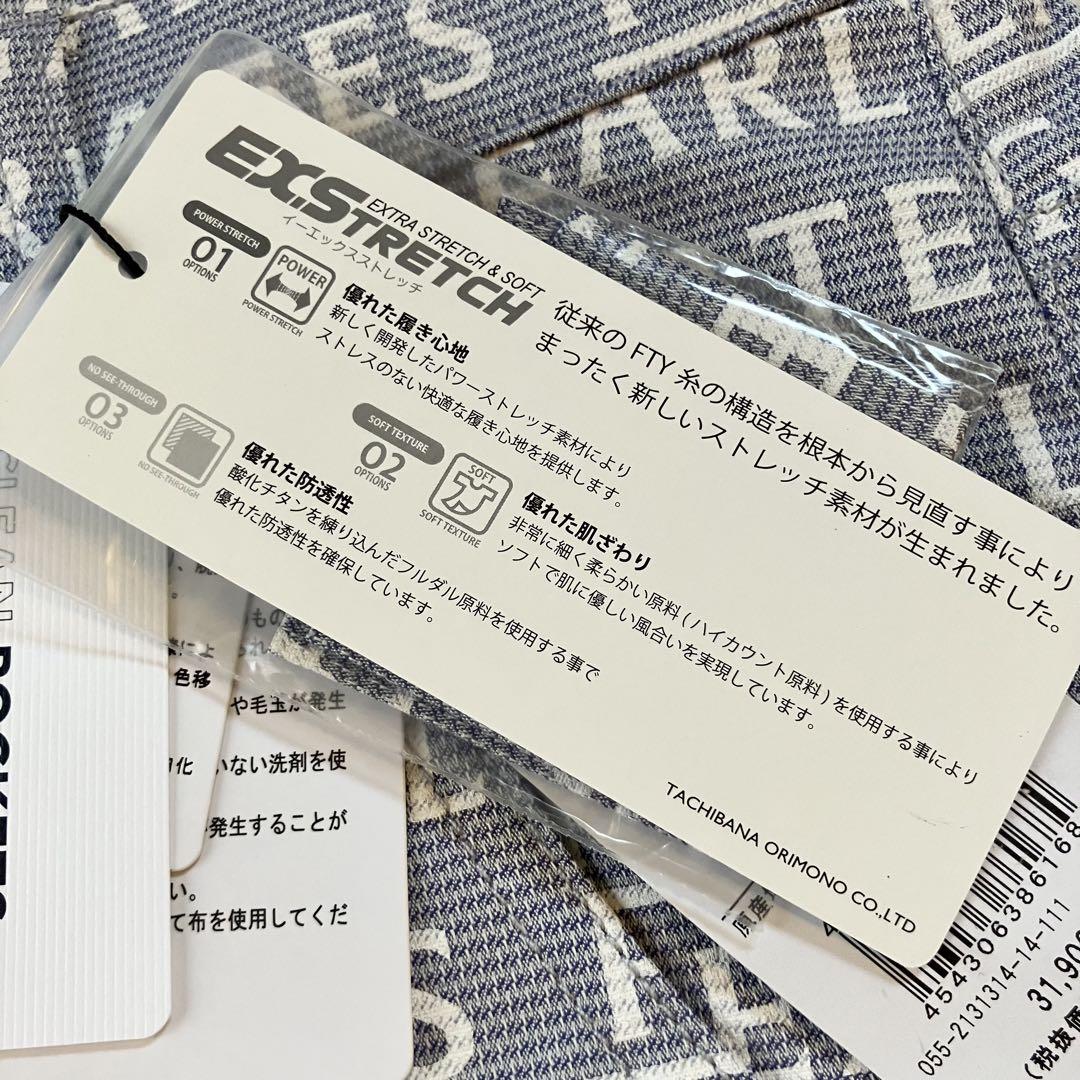 EX.STRETCH
EXTRA STRETCH & SOFT
イーエックスストレッチ
従来の FTY 糸の構造を根本から見直す事により
まったく新しいストレッチ素材が生まれました。
POWER STRETCH
01
OPTIONS
POWER
POWER STRETCH
優れた履き心地
新しく開発したパワーストレッチ素材により
ストレスのない快適な履き心地を提供します。
SOFT TEXTURE
02
OPTIONS
SOFT
SOFT TEXTURE
優れた肌ざわり
非常に細く柔らかい原料(ハイカウント原料)を使用する事により
ソフトで肌に優しい風合いを実現しています。
NO SEE-THROUGH
03
OPTIONS
NO SEE-THROUGH
優れた防透性
酸化チタンを練り込んだフルダル原料を使用する事で
優れた防透性を確保しています。
TACHIBANA ORIMONO CO.,LTD
POCKETS
色移
や毛玉が発生
いない洗剤を使
発生することが
い。
て布を使用してくだ
4543063886168
055-2131314-14-111
31,90
(税抜価
ARLE